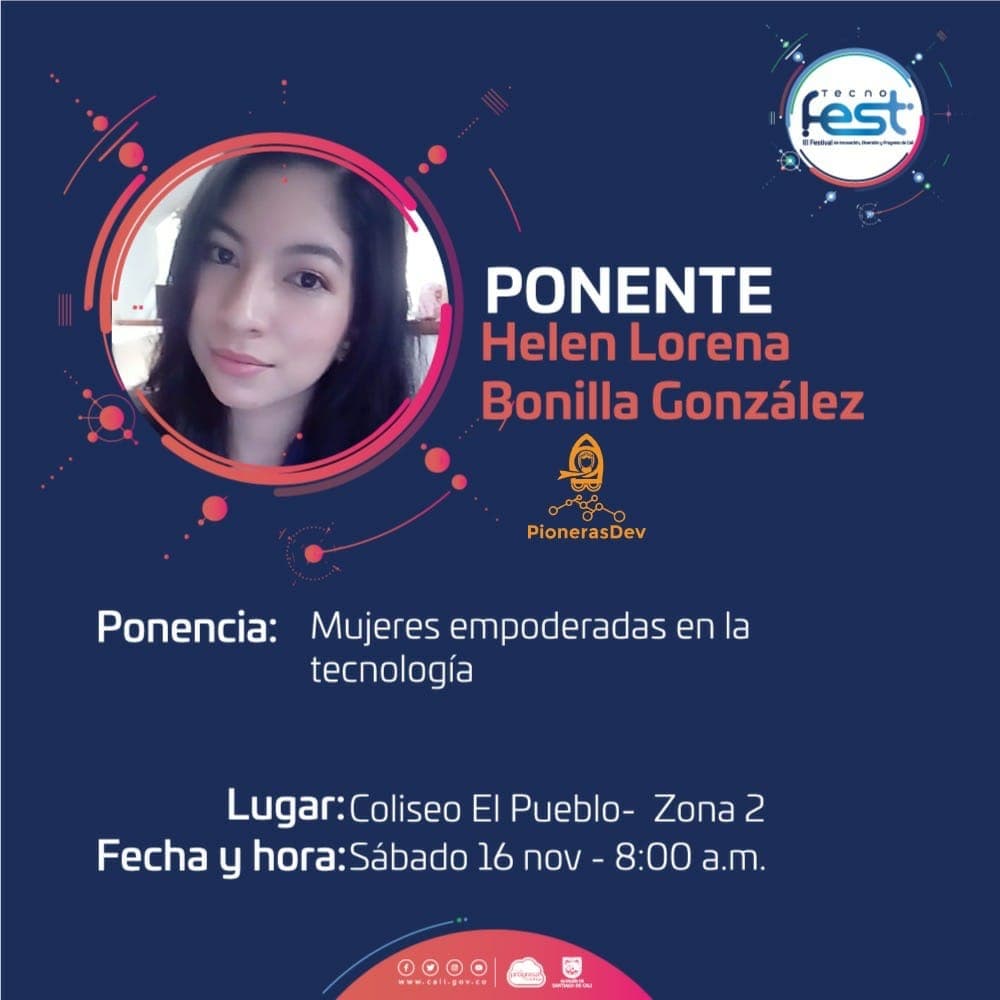 TECNO
fest
III Festival de Innovación, Diversión y Progreso de Cali
PONENTE
Helen Lorena
Bonilla González
PionerasDev
Ponencia: Mujeres empoderadas en la
tecnología
Lugar: Coliseo El Pueblo- Zona 2
Fecha y hora: Sábado 16 nov - 8:00 a.m.
www.cali.gov.co
ALCALDÍA DE
SANTIAGO DE CALI